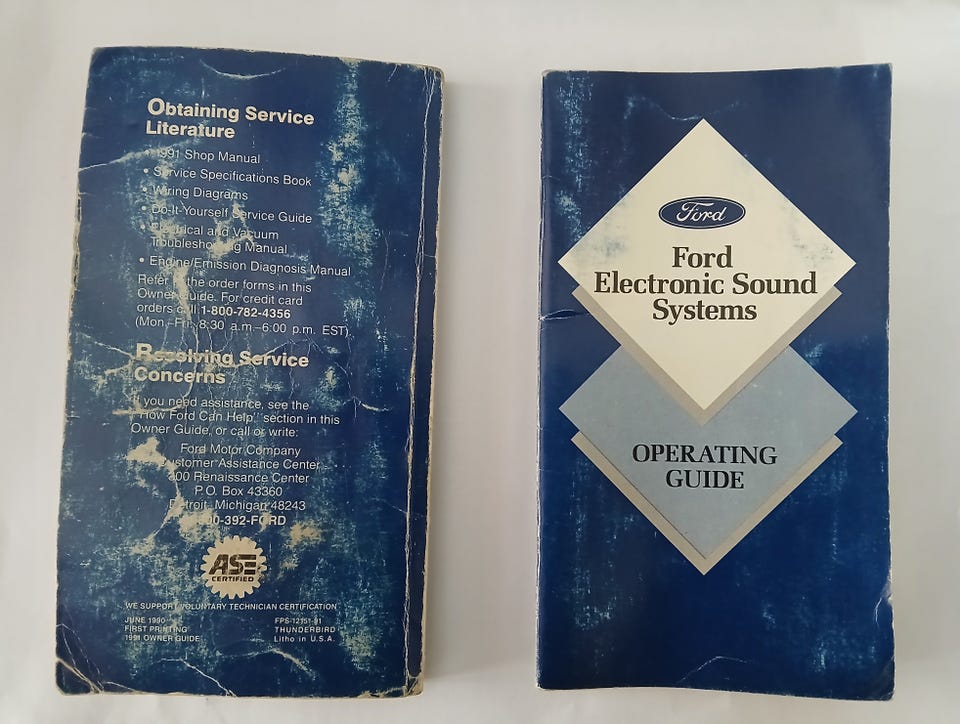 Obtaining Service
Literature
• 1991 Shop Manual
• Service Specifications Book
• Wiring Diagrams
• Do-It-Yourself Service Guide
• Electrical and Vacuum
Troubleshooting Manual
• Engine/Emission Diagnosis Manual
Refer to the order forms in this
Owner Guide. For credit card
orders call 1-800-782-4356
(Mon.-Fri. 8:30 a.m.–6:00 p.m. EST).
Resolving Service
Concerns
If you need assistance, see the
"How Ford Can Help" section in this
Owner Guide, or call or write:
Ford Motor Company
Customer Assistance Center
300 Renaissance Center
P.O. Box 43360
Detroit, Michigan 48243
800-392-FORD
ASE
CERTIFIED
WE SUPPORT VOLUNTARY TECHNICIAN CERTIFICATION
JUNE 1990
FIRST PRINTING
1991 OWNER GUIDE
FPS-12151-91
THUNDERBIRD
Litho in U.S.A.
Ford
Ford
Electronic Sound
Systems
OPERATING
GUIDE